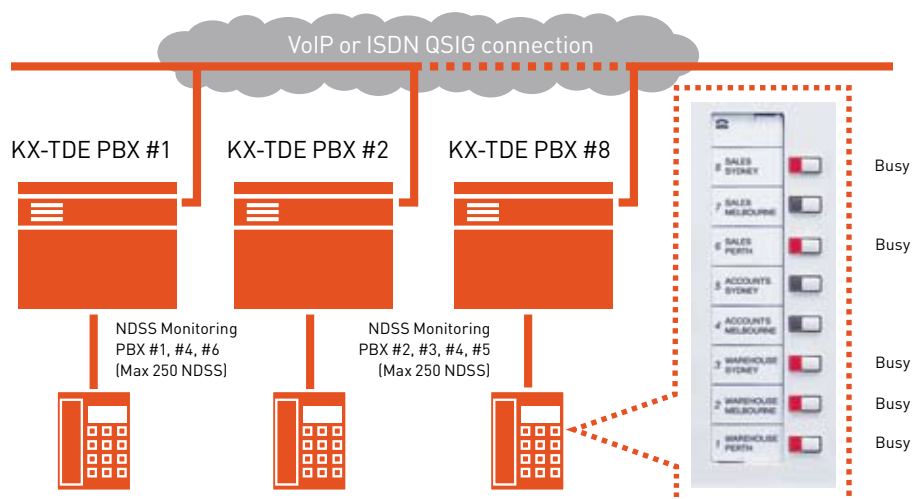 VoIP or ISDN QSIG connection
KX-TDE PBX #1
KX-TDE PBX #2
KX-TDE PBX #8
NDSS Monitoring
PBX #1, #4, #6
(Max 250 NDSS)
NDSS Monitoring
PBX #2, #3, #4, #5
(Max 250 NDSS)
8 SALES
SYDNEY
Busy
7 SALES
MELBOURNE
6 SALES
PERTH
Busy
5 ACCOUNTS
SYDNEY
4 ACCOUNTS
MELBOURNE
3 WAREHOUSE
SYDNEY
Busy
2 WAREHOUSE
MELBOURNE
Busy
1 WAREHOUSE
PERTH
Busy